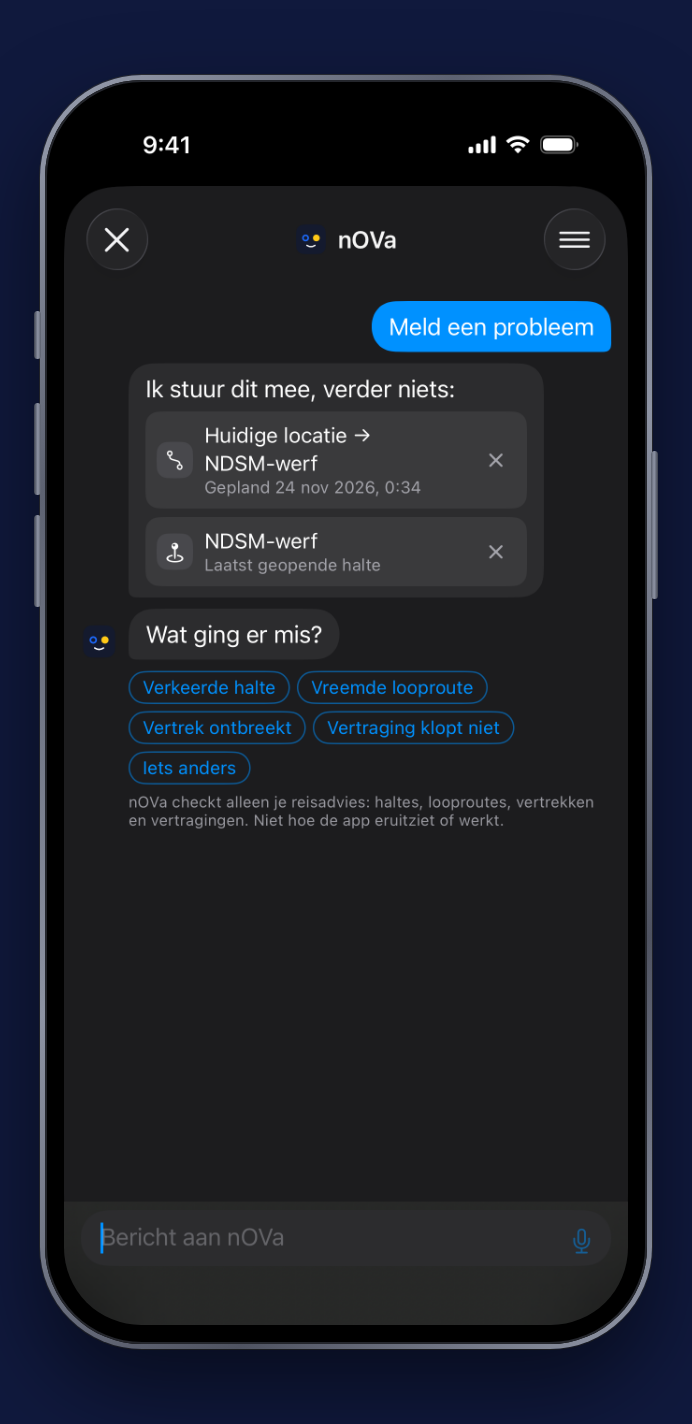 9:41
nOVa
Meld een probleem
Ik stuur dit mee, verder niets:
Huidige locatie →
NDSM-werf
Gepland 24 nov 2026, 0:34
NDSM-werf
Laatst geopende halte
Wat ging er mis?
Verkeerde halte
Vreemde looproute
Vertrek ontbreekt
Vertraging klopt niet
Iets anders
nOVa checkt alleen je reisadvies: haltes, looproutes, vertrekken
en vertragingen. Niet hoe de app eruitziet of werkt.
Bericht aan nOVa